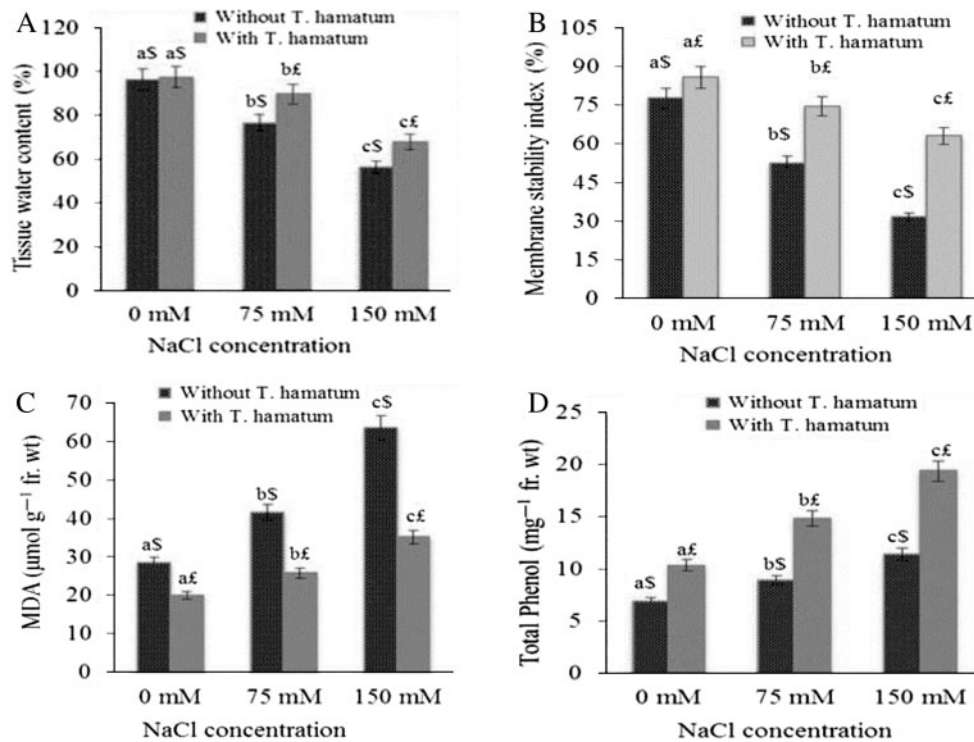 A
Without T. hamatum
With T. hamatum
Tissue water content (%)
120
100
80
60
40
20
0
a$ a$
b$ b£
c$ c£
0 mM 75 mM 150 mM
NaCl concentration
B
Without T. hamatum
With T. hamatum
Membrane stability index (%)
105
90
75
60
45
30
15
0
a$ a£
b$ b£
c$ c£
0 mM 75 mM 150 mM
NaCl concentration
C
Without T. hamatum
With T. hamatum
MDA (μmol g⁻¹ fr. wt)
70
60
50
40
30
20
10
0
a$ a£
b$ b£
c$ c£
0 mM 75 mM 150 mM
NaCl concentration
D
Without T. hamatum
With T. hamatum
Total Phenol (mg⁻¹ fr. wt)
25
20
15
10
5
0
a$ a£
b$ b£
c$ c£
0 mM 75 mM 150 mM
NaCl concentration